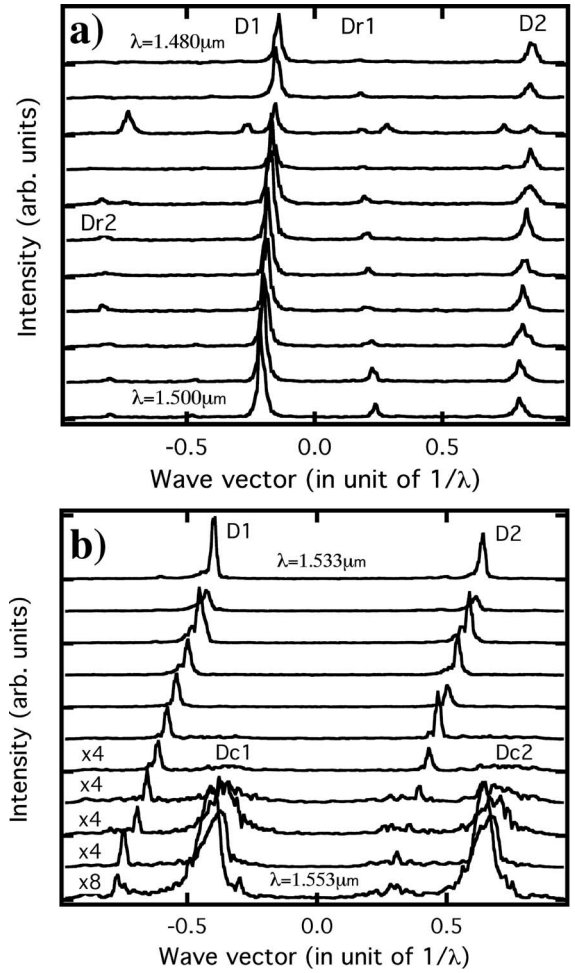 a)
D1
Dr1
D2
λ=1.480μm
Dr2
λ=1.500μm
Intensity (arb. units)
-0.5
0.0
0.5
Wave vector (in unit of 1/λ)
b)
D1
D2
λ=1.533μm
Dc1
Dc2
x4
x4
x4
x4
x8
λ=1.553μm
Intensity (arb. units)
-0.5
0.0
0.5
Wave vector (in unit of 1/λ)